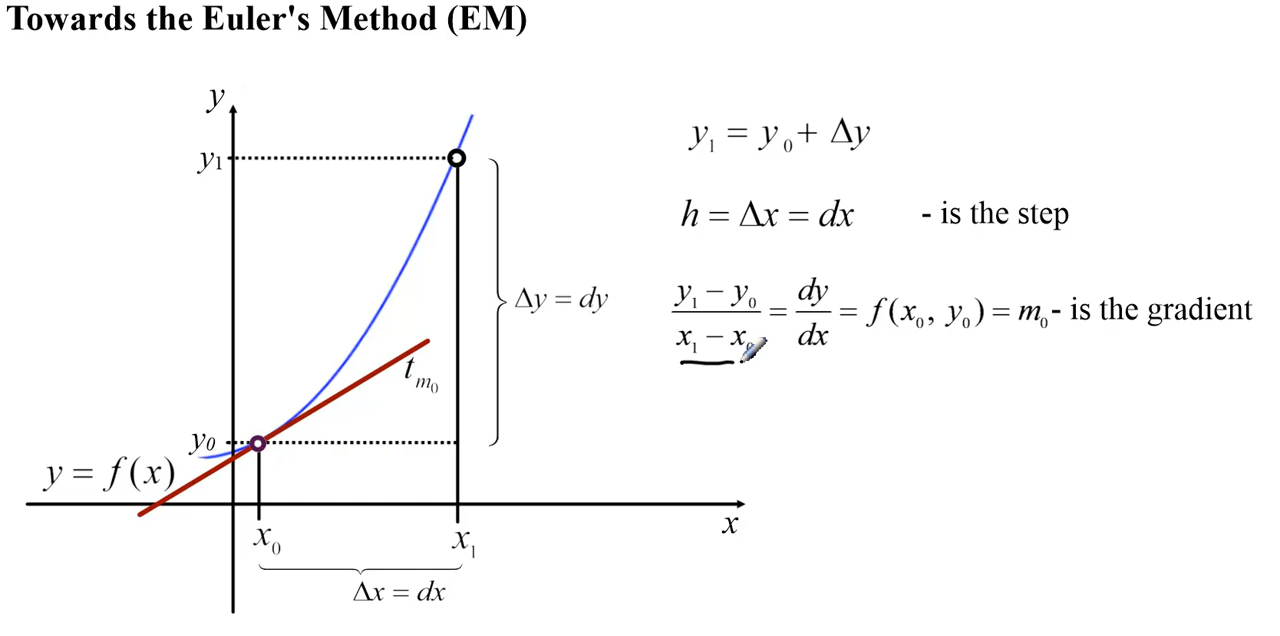 Towards the Euler's Method (EM)
y
y₁
y₁ = y₀ + Δy
h = Δx = dx - is the step
Δy = dy
(y₁ − y₀)/(x₁ − x₀) = dy/dx = f(x₀, y₀) = m₀ - is the gradient
t_m₀
y₀
y = f(x)
x
x₀
x₁
Δx = dx